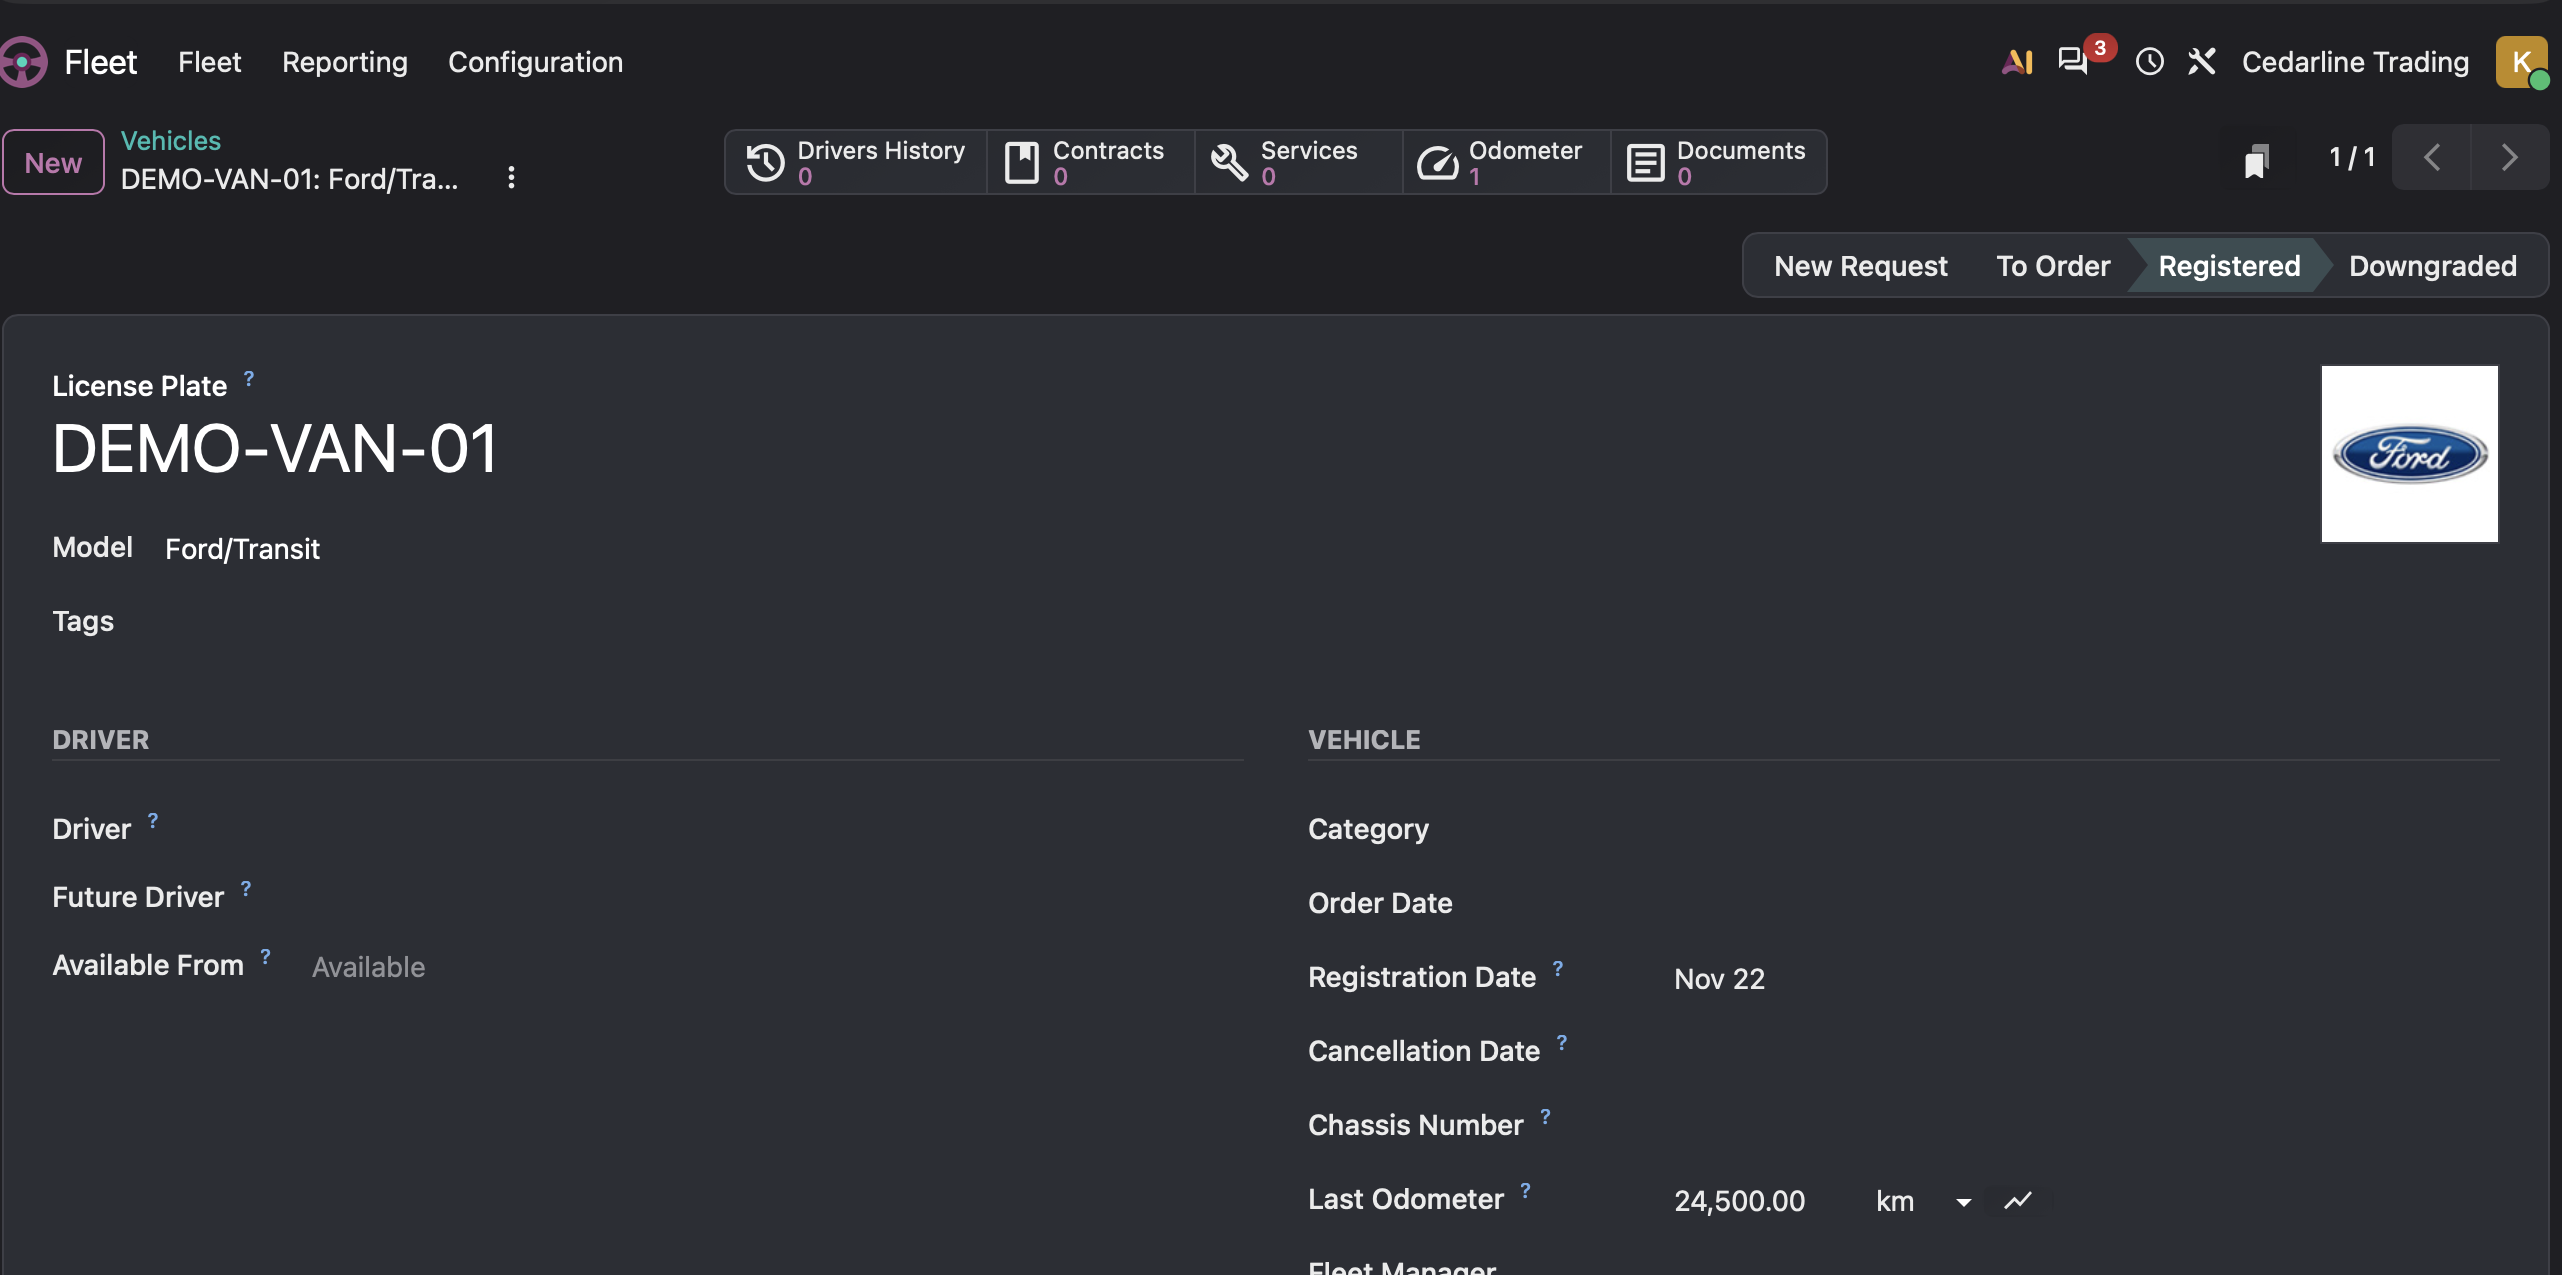 Fleet Fleet Reporting Configuration AI 3 Cedarline Trading K
New Vehicles
DEMO-VAN-01: Ford/Tra...
Drivers History 0
Contracts 0
Services 0
Odometer 1
Documents 0
1 / 1
New Request To Order Registered Downgraded
License Plate ?
DEMO-VAN-01
Ford
Model Ford/Transit
Tags
DRIVER
Driver ?
Future Driver ?
Available From ? Available
VEHICLE
Category
Order Date
Registration Date ? Nov 22
Cancellation Date ?
Chassis Number ?
Last Odometer ? 24,500.00 km
Fleet Manager